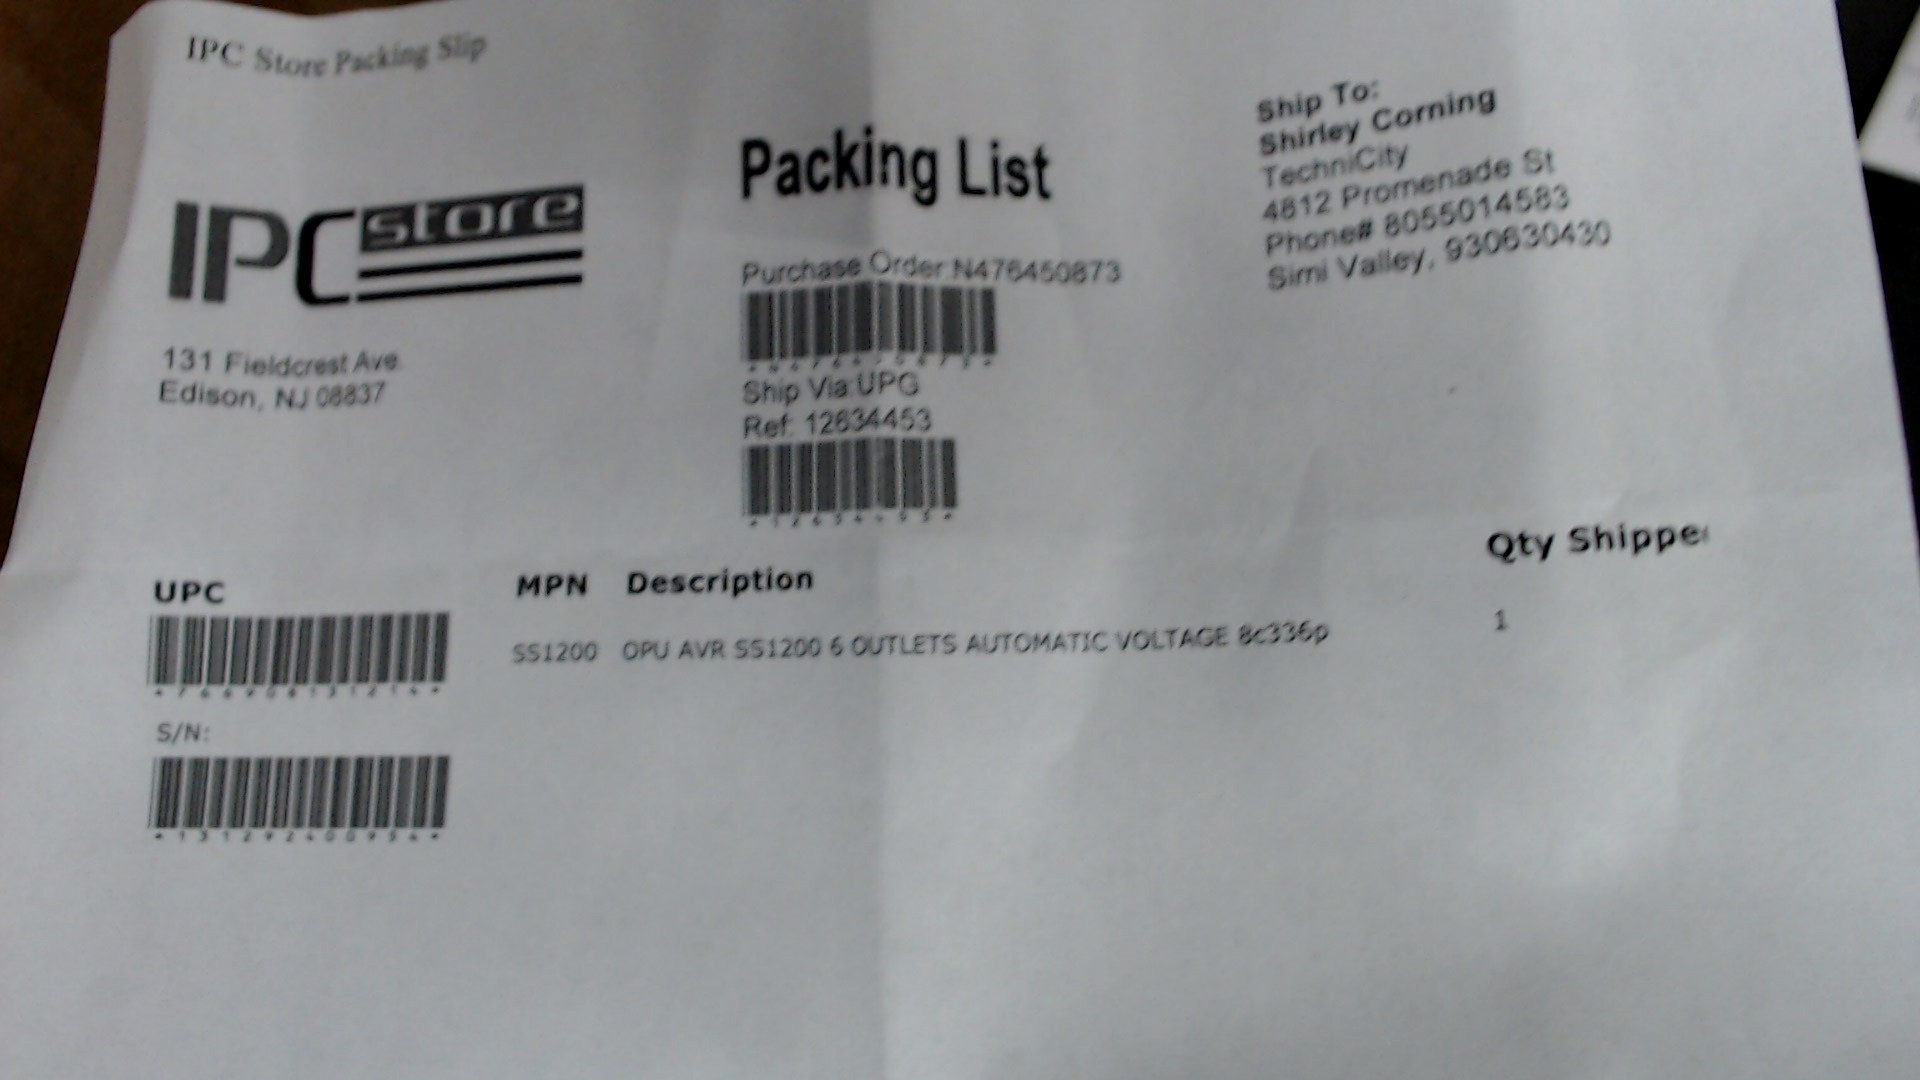 IPC Store Packing Slip
IPC store
131 Fieldcrest Ave.
Edison, NJ 08837
Packing List
Purchase Order:N476450873
Ship Via:UPG
Ref: 12634453
*12634453*
Ship To:
Shirley Corning
TechniCity
4812 Promenade St
Phone# 8055014583
Simi Valley, 930630430
UPC MPN Description Qty Shippe
SS1200 OPU AVR SS1200 6 OUTLETS AUTOMATIC VOLTAGE 8c336p 1
S/N: